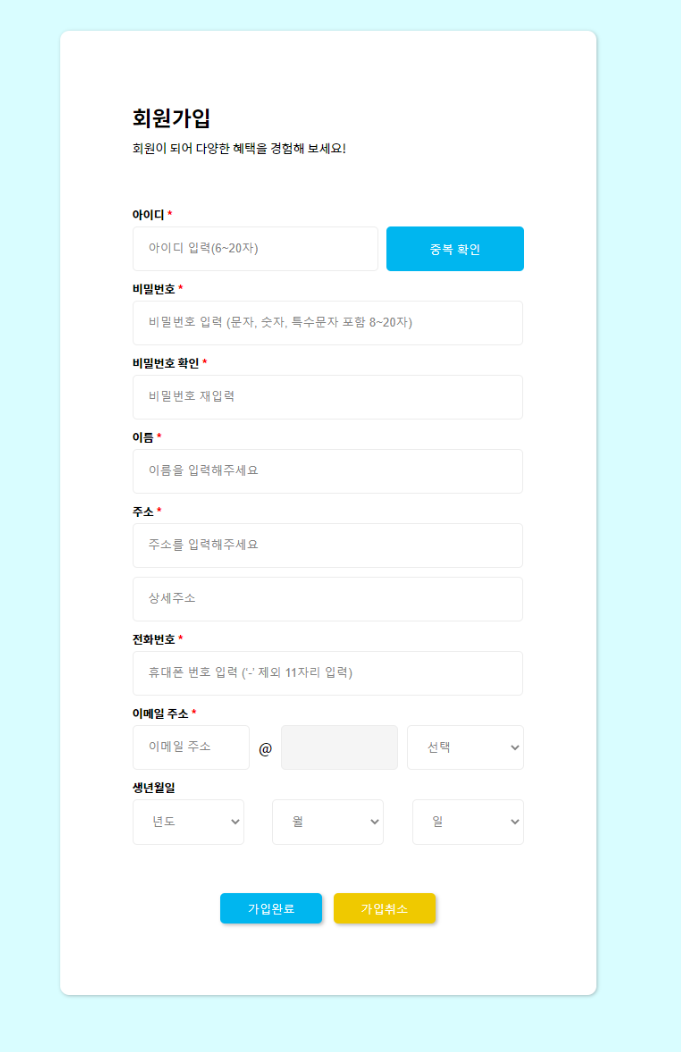 회원가입
회원이 되어 다양한 혜택을 경험해 보세요!
아이디 *
아이디 입력(6~20자) 중복 확인
비밀번호 *
비밀번호 입력 (문자, 숫자, 특수문자 포함 8~20자)
비밀번호 확인 *
비밀번호 재입력
이름 *
이름을 입력해주세요
주소 *
주소를 입력해주세요
상세주소
전화번호 *
휴대폰 번호 입력 ('-' 제외 11자리 입력)
이메일 주소 *
이메일 주소 @ 선택
생년월일
년도 월 일
가입완료 가입취소